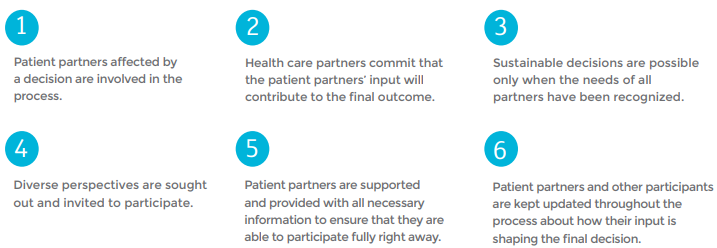 1
Patient partners affected by
a decision are involved in the
process.
2
Health care partners commit that
the patient partners' input will
contribute to the final outcome.
3
Sustainable decisions are possible
only when the needs of all
partners have been recognized.
4
Diverse perspectives are sought
out and invited to participate.
5
Patient partners are supported
and provided with all necessary
information to ensure that they are
able to participate fully right away.
6
Patient partners and other participants
are kept updated throughout the
process about how their input is
shaping the final decision.